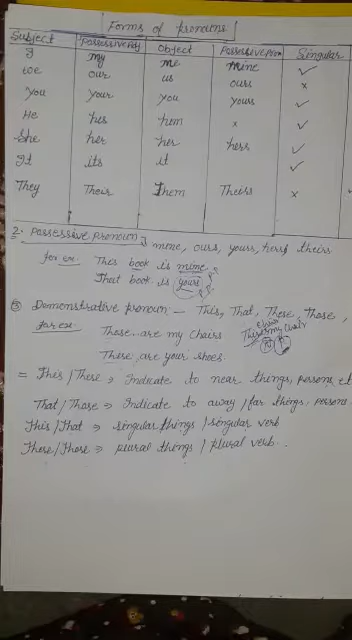 Forms of pronouns
Subject Possessive Adj Object Possessive pron Singular
I my me mine ✓
We our us ours x
You your you yours ✓
He his him x ✓
She her her hers ✓
It its it ✓
They Their Them Theirs x
2. Possessive pronoun, mine, ours, yours, hers, theirs
for ex. This book is mine.
That book is yours
P.P.
③ Demonstrative pronoun - This, That, These, Those,
for ex. These are my chairs
These are your shoes.
= This / These ⇒ Indicate to near things, persons, et
That / Those ⇒ Indicate to away / far things, persons
This / That ⇒ singular things / singular verb
These / Those ⇒ plural things / plural verb.